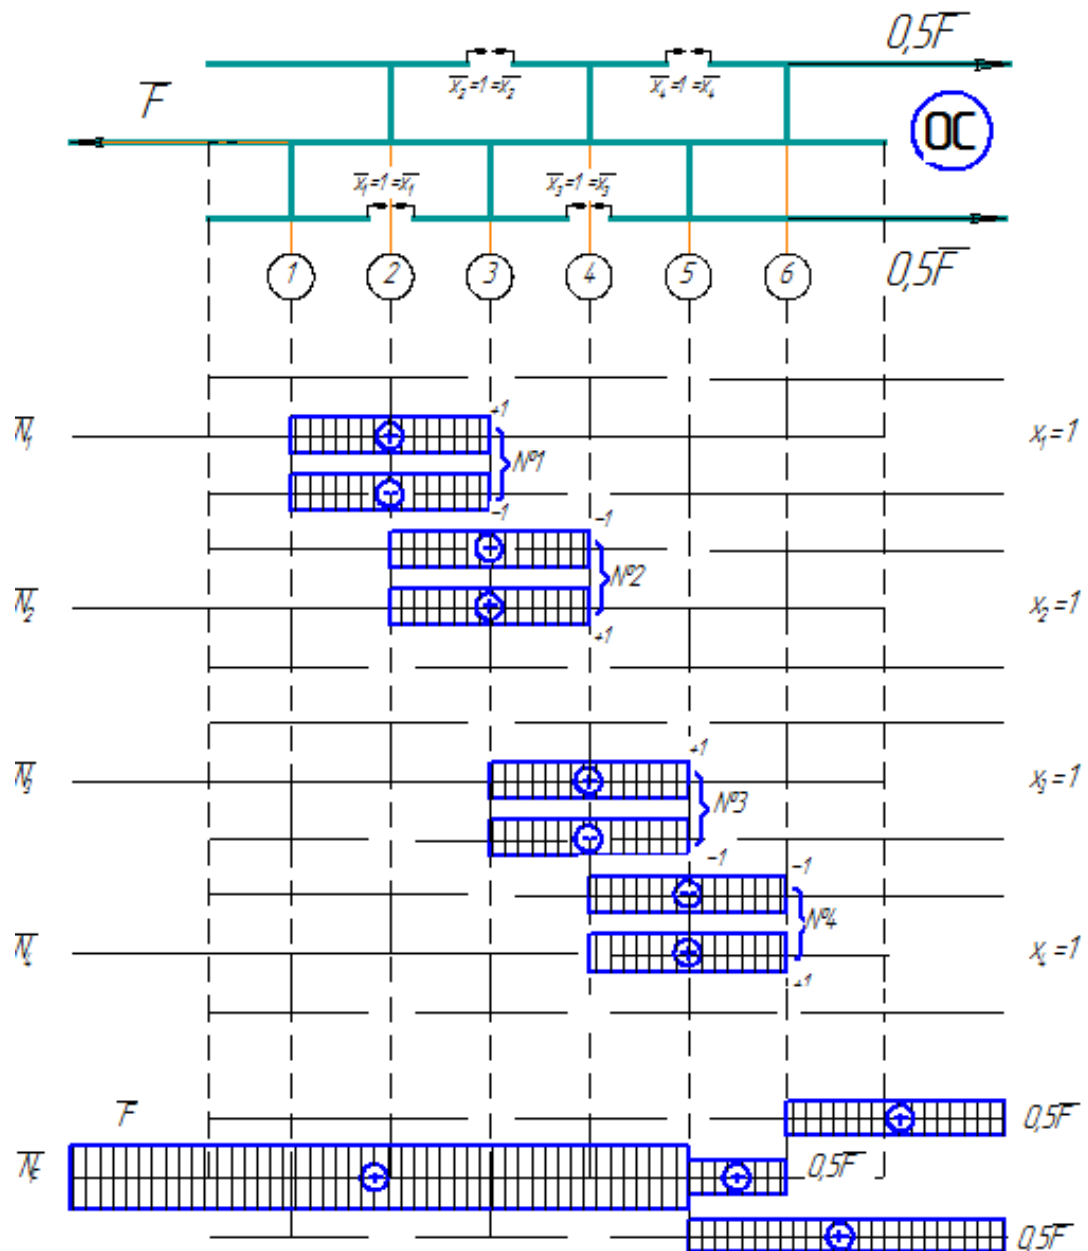 0,5F̅
F̅
x̅₂=1=x̅₂
x̅₄=1=x̅₄
ОС
x̅₁=1=x̅₁
x̅₃=1=x̅₃
1 2 3 4 5 6
0,5F̅
N̅₁
+1
+
№1
−
-1
x₁=1
-1
+
№2
N̅₂
+
+1
x₂=1
N̅₃
+1
+
№3
−
-1
x₃=1
-1
−
№4
N̅₄
+
+1
x₄=1
F̅
+
0,5F̅
N̅F
+
+
0,5F̅
+
0,5F̅